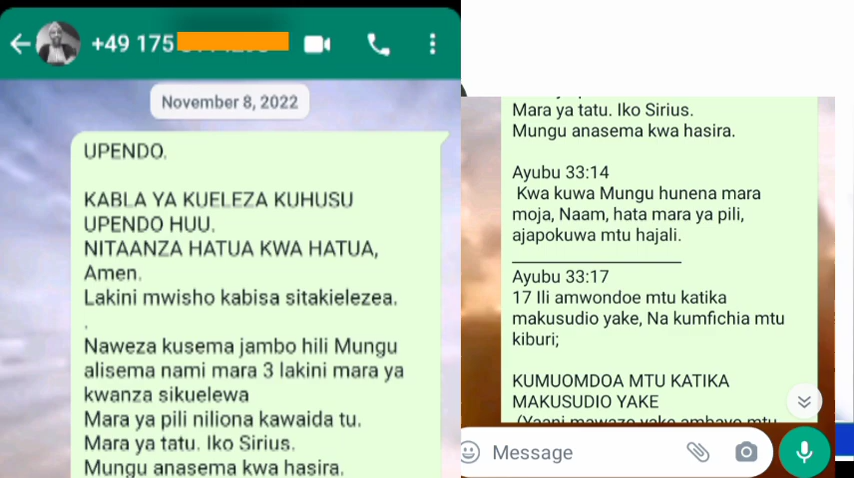 +49 175
November 8, 2022
UPENDO.
KABLA YA KUELEZA KUHUSU
UPENDO HUU.
NITAANZA HATUA KWA HATUA,
Amen.
Lakini mwisho kabisa sitakielezea.
.
Naweza kusema jambo hili Mungu
alisema nami mara 3 lakini mara ya
kwanza sikuelewa
Mara ya pili niliona kawaida tu.
Mara ya tatu. Iko Sirius.
Mungu anasema kwa hasira.
Mara ya tatu. Iko Sirius.
Mungu anasema kwa hasira.
Ayubu 33:14
Kwa kuwa Mungu hunena mara
moja, Naam, hata mara ya pili,
ajapokuwa mtu hajali.
Ayubu 33:17
17 Ili amwondoe mtu katika
makusudio yake, Na kumfichia mtu
kiburi;
KUMUOMDOA MTU KATIKA
MAKUSUDIO YAKE
(Yaani mawazo yake ambayo mtu
Message